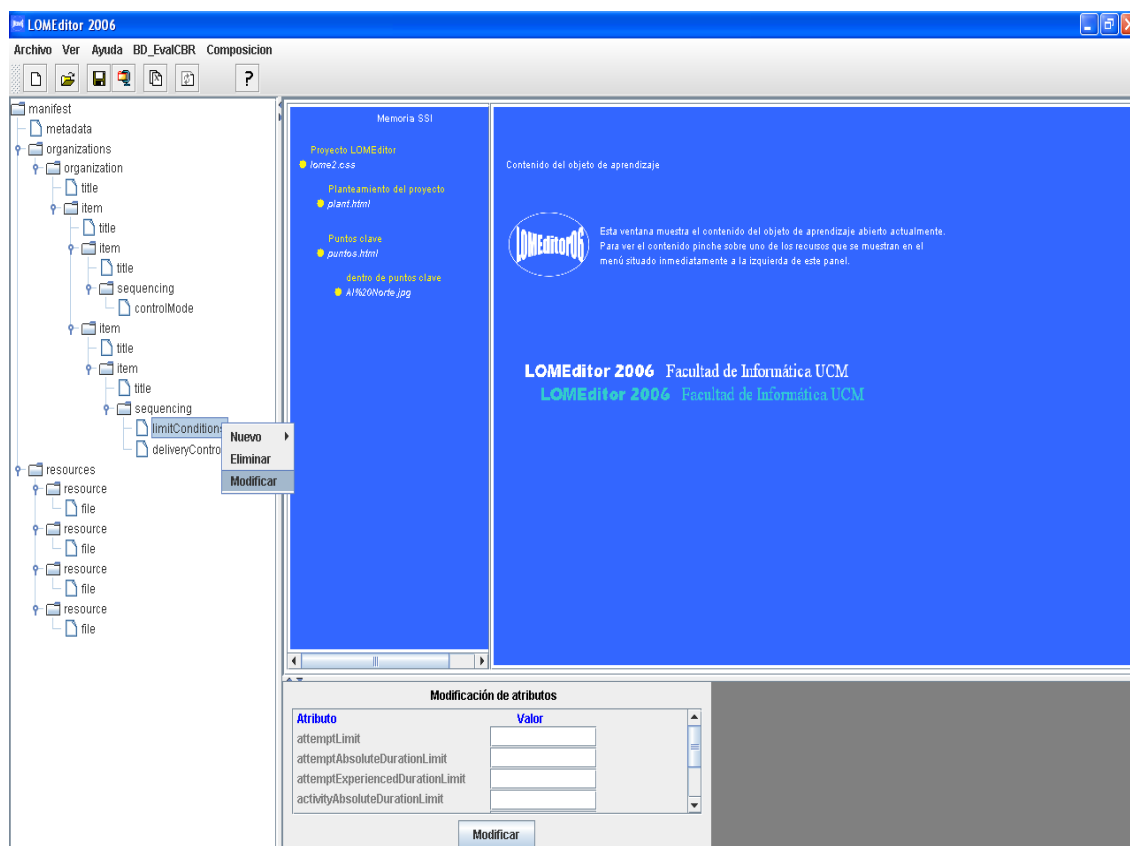 LOMEditor 2006
Archivo Ver Ayuda BD_EvalCBR Composicion
?
manifest
metadata
organizations
organization
title
item
title
item
title
sequencing
controlMode
item
title
item
title
sequencing
limitConditions
deliveryContro
Nuevo
Eliminar
Modificar
resources
resource
file
resource
file
resource
file
resource
file
Memoria SSI
Proyecto LOMEditor
lome2.css
Planteamiento del proyecto
plant.html
Puntos clave
puntos.html
dentro de puntos clave
Al%20Norte.jpg
Contenido del objeto de aprendizaje
LOMEditor06
Esta ventana muestra el contenido del objeto de aprendizaje abierto actualmente.
Para ver el contenido pinche sobre uno de los recursos que se muestran en el
menú situado inmediatamente a la izquierda de este panel.
LOMEditor 2006 Facultad de Informática UCM
LOMEditor 2006 Facultad de Informática UCM
Modificación de atributos
Atributo Valor
attemptLimit
attemptAbsoluteDurationLimit
attemptExperiencedDurationLimit
activityAbsoluteDurationLimit
Modificar